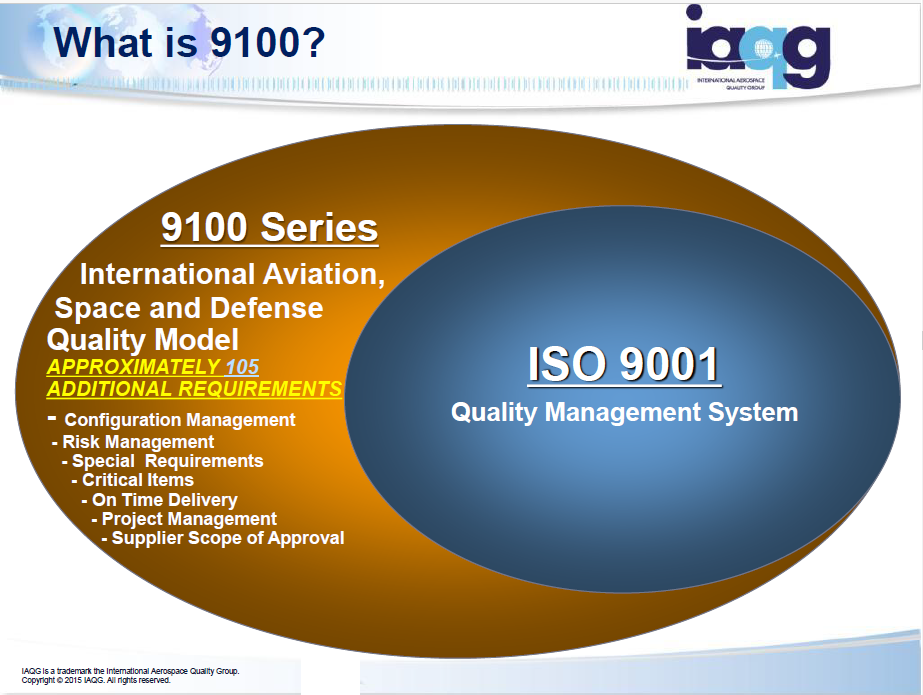 What is 9100?
iaqg
INTERNATIONAL AEROSPACE
QUALITY GROUP
9100 Series
International Aviation,
Space and Defense
Quality Model
APPROXIMATELY 105
ADDITIONAL REQUIREMENTS
- Configuration Management
- Risk Management
- Special Requirements
- Critical Items
- On Time Delivery
- Project Management
- Supplier Scope of Approval
ISO 9001
Quality Management System
IAQG is a trademark the International Aerospace Quality Group.
Copyright © 2015 IAQG. All rights reserved.